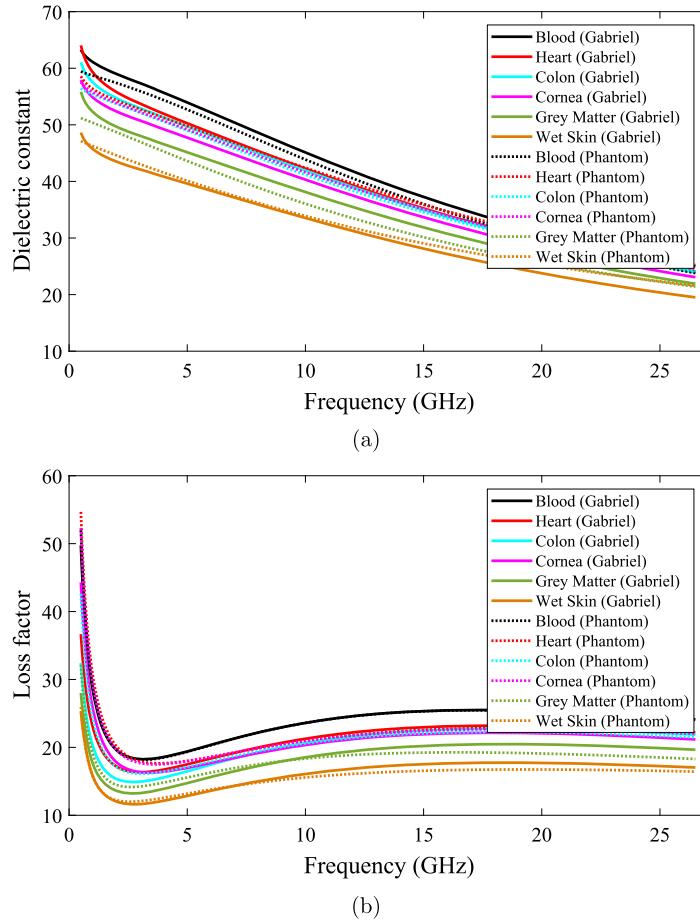 70
60
50
40
30
20
10
0
5
10
15
20
25
Dielectric constant
Frequency (GHz)
Blood (Gabriel)
Heart (Gabriel)
Colon (Gabriel)
Cornea (Gabriel)
Grey Matter (Gabriel)
Wet Skin (Gabriel)
Blood (Phantom)
Heart (Phantom)
Colon (Phantom)
Cornea (Phantom)
Grey Matter (Phantom)
Wet Skin (Phantom)
(a)
60
50
40
30
20
10
0
5
10
15
20
25
Loss factor
Frequency (GHz)
Blood (Gabriel)
Heart (Gabriel)
Colon (Gabriel)
Cornea (Gabriel)
Grey Matter (Gabriel)
Wet Skin (Gabriel)
Blood (Phantom)
Heart (Phantom)
Colon (Phantom)
Cornea (Phantom)
Grey Matter (Phantom)
Wet Skin (Phantom)
(b)